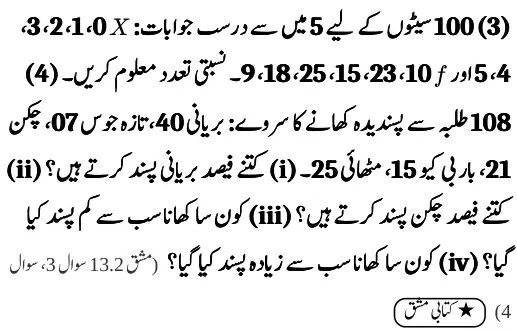 (3) 100 سیٹوں کے لیے 5 میں سے درست جوابات: X 0،1،2،3،
4،5 اور f 10،23،15،25،18،9۔ نسبتی تعدد معلوم کریں۔ (4)
108 طلبہ سے پسندیدہ کھانے کا سروے: بریانی 40، تازہ جوس 07، چکن
21، بار بی کیو 15، مٹھائی 25۔ (i) کتنے فیصد بریانی پسند کرتے ہیں؟ (ii)
کتنے فیصد چکن پسند کرتے ہیں؟ (iii) کون سا کھانا سب سے کم پسند کیا
گیا؟ (iv) کون سا کھانا سب سے زیادہ پسند کیا گیا؟ (مشق 13.2 سوال 3، سوال
4) ★ کتابی مشق